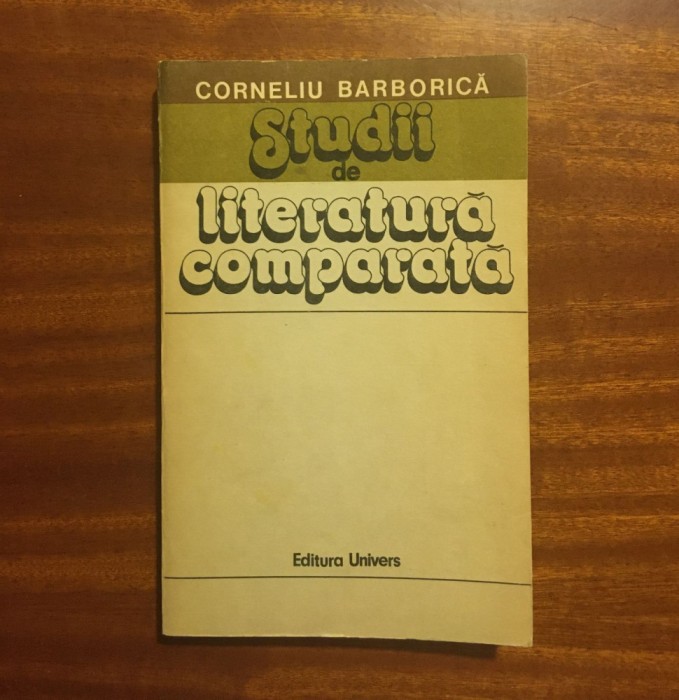 CORNELIU BARBORICĂ
Studii
de
literatură
comparată
Editura Univers